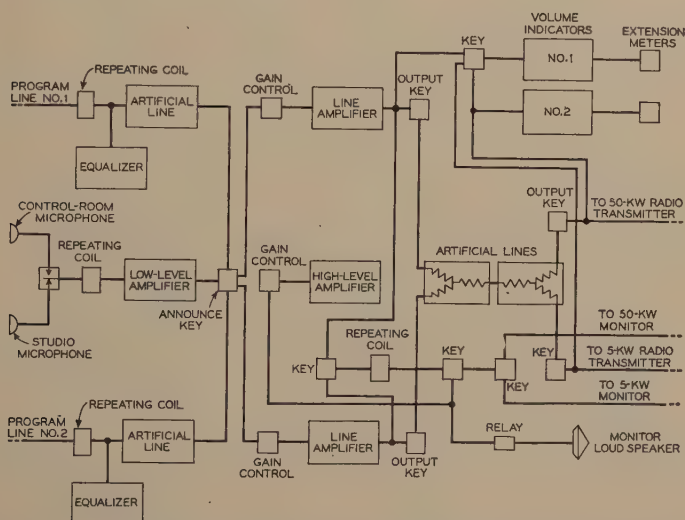 VOLUME
INDICATORS
EXTENSION
METERS
KEY
NO.1
NO.2
REPEATING COIL
PROGRAM
LINE NO.1
ARTIFICIAL
LINE
EQUALIZER
GAIN
CONTROL
LINE
AMPLIFIER
OUTPUT
KEY
CONTROL-ROOM
MICROPHONE
REPEATING
COIL
LOW-LEVEL
AMPLIFIER
ANNOUNCE
KEY
STUDIO
MICROPHONE
GAIN
CONTROL
HIGH-LEVEL
AMPLIFIER
ARTIFICIAL LINES
OUTPUT
KEY
TO 50-KW RADIO
TRANSMITTER
REPEATING
COIL
KEY
KEY
KEY
KEY
TO 50-KW
MONITOR
TO 5-KW RADIO
TRANSMITTER
TO 5-KW
MONITOR
PROGRAM
LINE NO.2
REPEATING COIL
ARTIFICIAL
LINE
EQUALIZER
GAIN
CONTROL
LINE
AMPLIFIER
OUTPUT
KEY
RELAY
MONITOR
LOUD SPEAKER